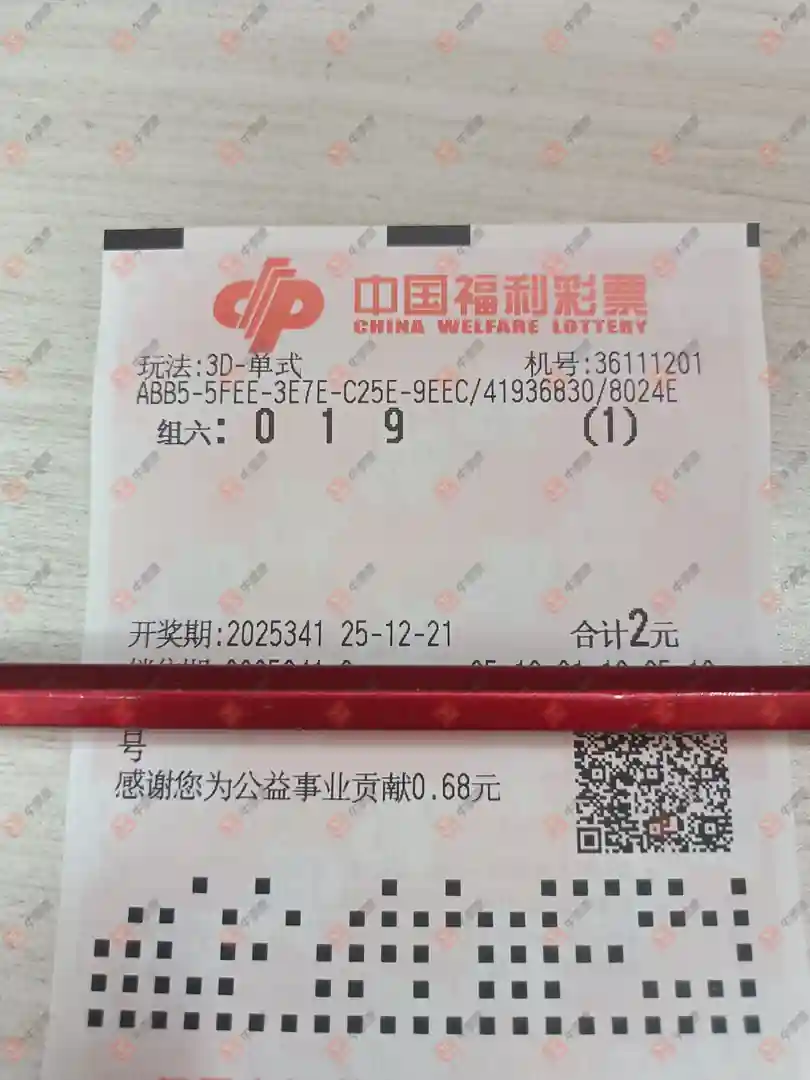 中国福利彩票
CHINA WELFARE LOTTERY
玩法:3D-单式 机号:36111201
ABB5-5FEE-3E7E-C25E-9EEC/41936830/8024E
组六: 0 1 9 (1)
开奖期:2025341 25-12-21 合计2元
号
感谢您为公益事业贡献0.68元